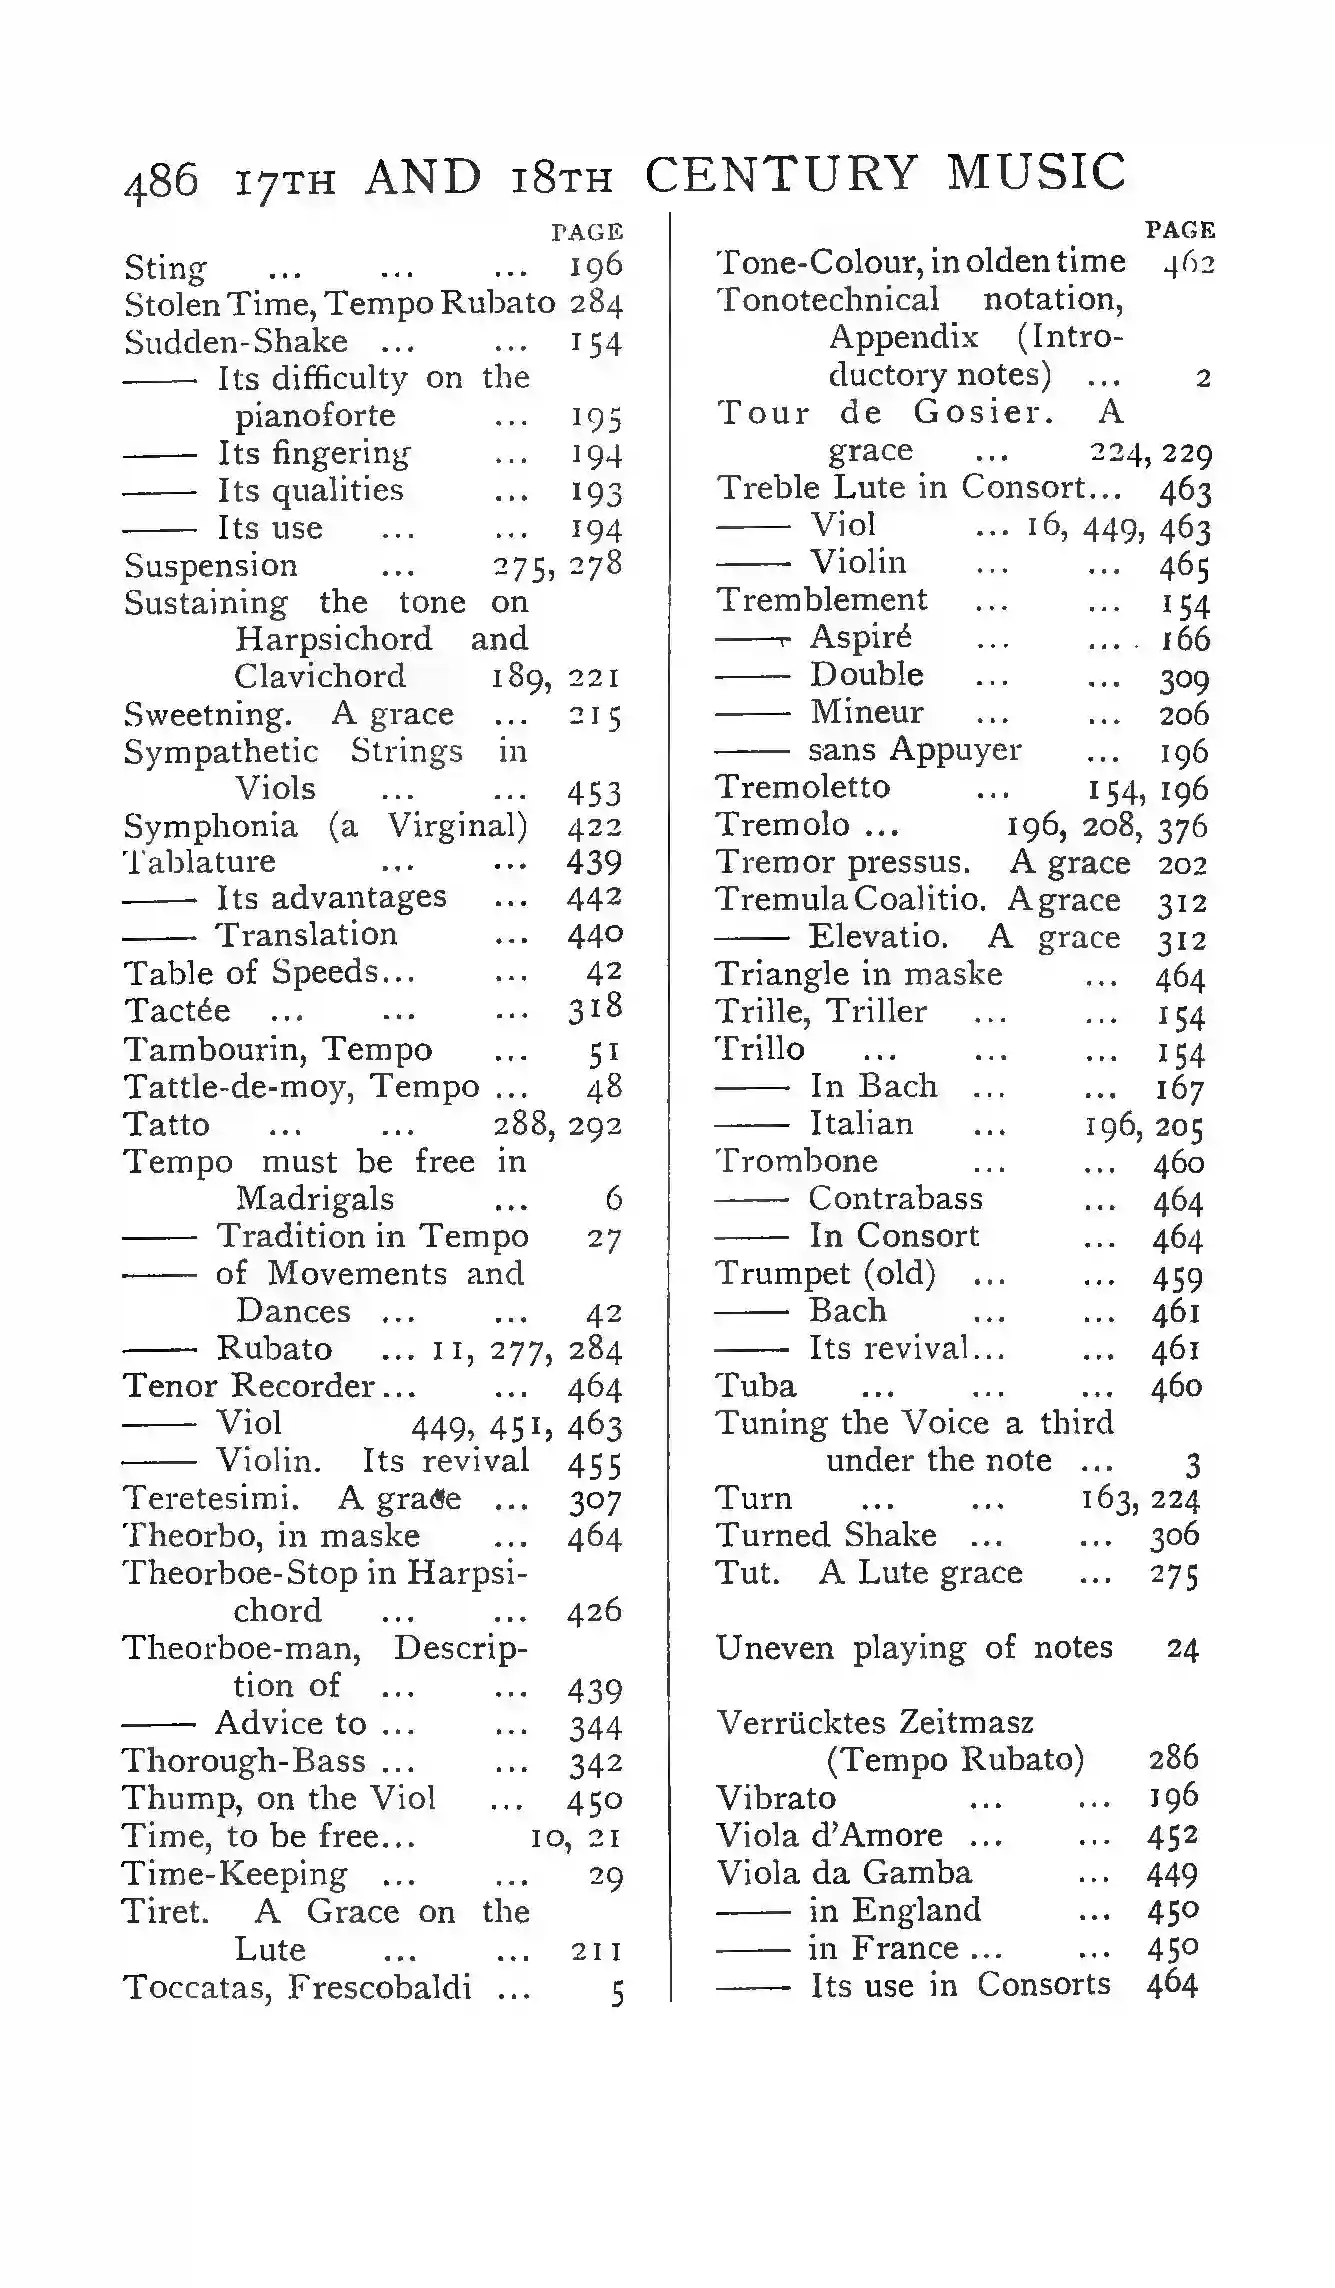 486 17TH AND 18TH CENTURY MUSIC
PAGE
Sting ... ... ... 196
Stolen Time, Tempo Rubato 284
Sudden-Shake ... ... 154
—— Its difficulty on the
pianoforte ... 195
—— Its fingering ... 194
—— Its qualities ... 193
—— Its use ... ... 194
Suspension ... 275, 278
Sustaining the tone on
Harpsichord and
Clavichord 189, 221
Sweetning. A grace ... 215
Sympathetic Strings in
Viols ... ... 453
Symphonia (a Virginal) 422
Tablature ... ... 439
—— Its advantages ... 442
—— Translation ... 440
Table of Speeds... ... 42
Tactée ... ... ... 318
Tambourin, Tempo ... 51
Tattle-de-moy, Tempo ... 48
Tatto ... ... 288, 292
Tempo must be free in
Madrigals ... 6
—— Tradition in Tempo 27
—— of Movements and
Dances ... ... 42
—— Rubato ... 11, 277, 284
Tenor Recorder... ... 464
—— Viol 449, 451, 463
—— Violin. Its revival 455
Teretesimi. A grace ... 307
Theorbo, in maske ... 464
Theorboe-Stop in Harpsi-
chord ... ... 426
Theorboe-man, Descrip-
tion of ... ... 439
—— Advice to ... ... 344
Thorough-Bass ... ... 342
Thump, on the Viol ... 450
Time, to be free... 10, 21
Time-Keeping ... ... 29
Tiret. A Grace on the
Lute ... ... 211
Toccatas, Frescobaldi ... 5
PAGE
Tone-Colour, in olden time 462
Tonotechnical notation,
Appendix (Intro-
ductory notes) ... 2
Tour de Gosier. A
grace ... 224, 229
Treble Lute in Consort... 463
—— Viol ... 16, 449, 463
—— Violin ... ... 465
Tremblement ... ... 154
—— Aspiré ... ... 166
—— Double ... ... 309
—— Mineur ... ... 206
—— sans Appuyer ... 196
Tremoletto ... 154, 196
Tremolo ... 196, 208, 376
Tremor pressus. A grace 202
Tremula Coalitio. A grace 312
—— Elevatio. A grace 312
Triangle in maske ... 464
Trille, Triller ... ... 154
Trillo ... ... ... 154
—— In Bach ... ... 167
—— Italian ... 196, 205
Trombone ... ... 460
—— Contrabass ... 464
—— In Consort ... 464
Trumpet (old) ... ... 459
—— Bach ... ... 461
—— Its revival... ... 461
Tuba ... ... ... 460
Tuning the Voice a third
under the note ... 3
Turn ... ... 163, 224
Turned Shake ... ... 306
Tut. A Lute grace ... 275
Uneven playing of notes 24
Verrücktes Zeitmasz
(Tempo Rubato) 286
Vibrato ... ... 196
Viola d'Amore ... ... 452
Viola da Gamba ... 449
—— in England ... 450
—— in France ... ... 450
—— Its use in Consorts 464